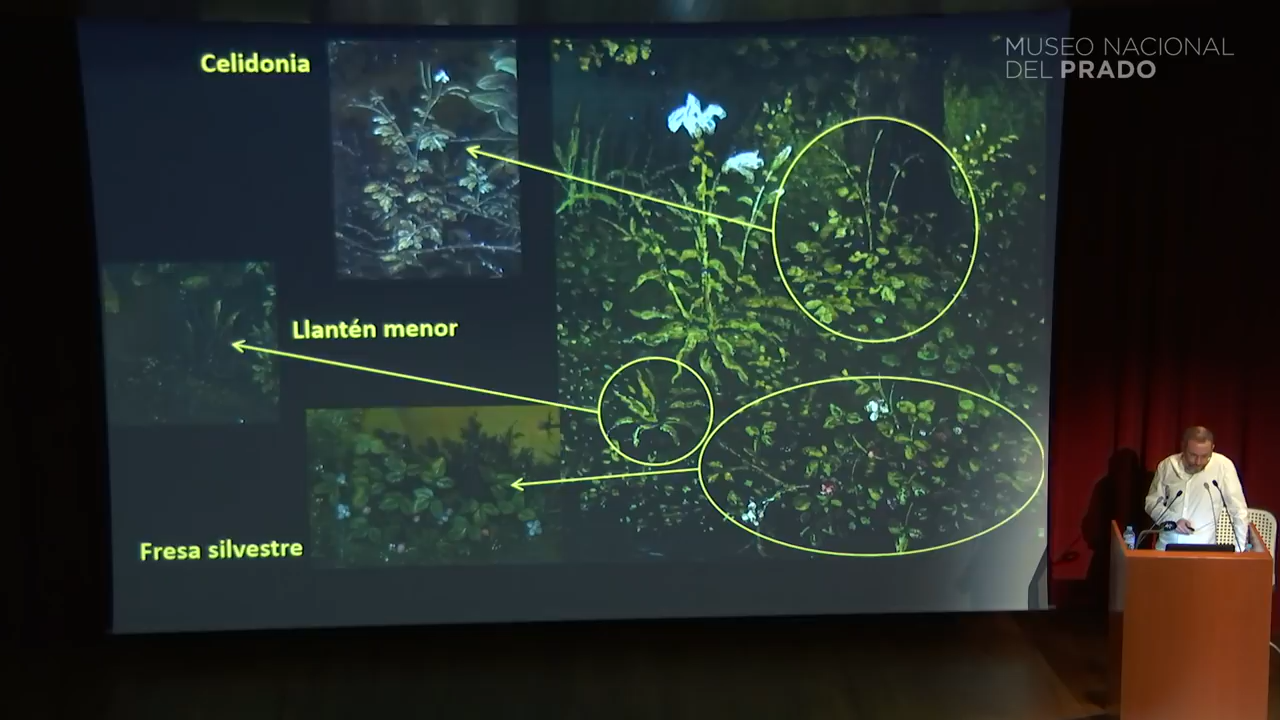 Celidonia
MUSEO NACIONAL
DEL PRADO
Llantén menor
Fresa silvestre